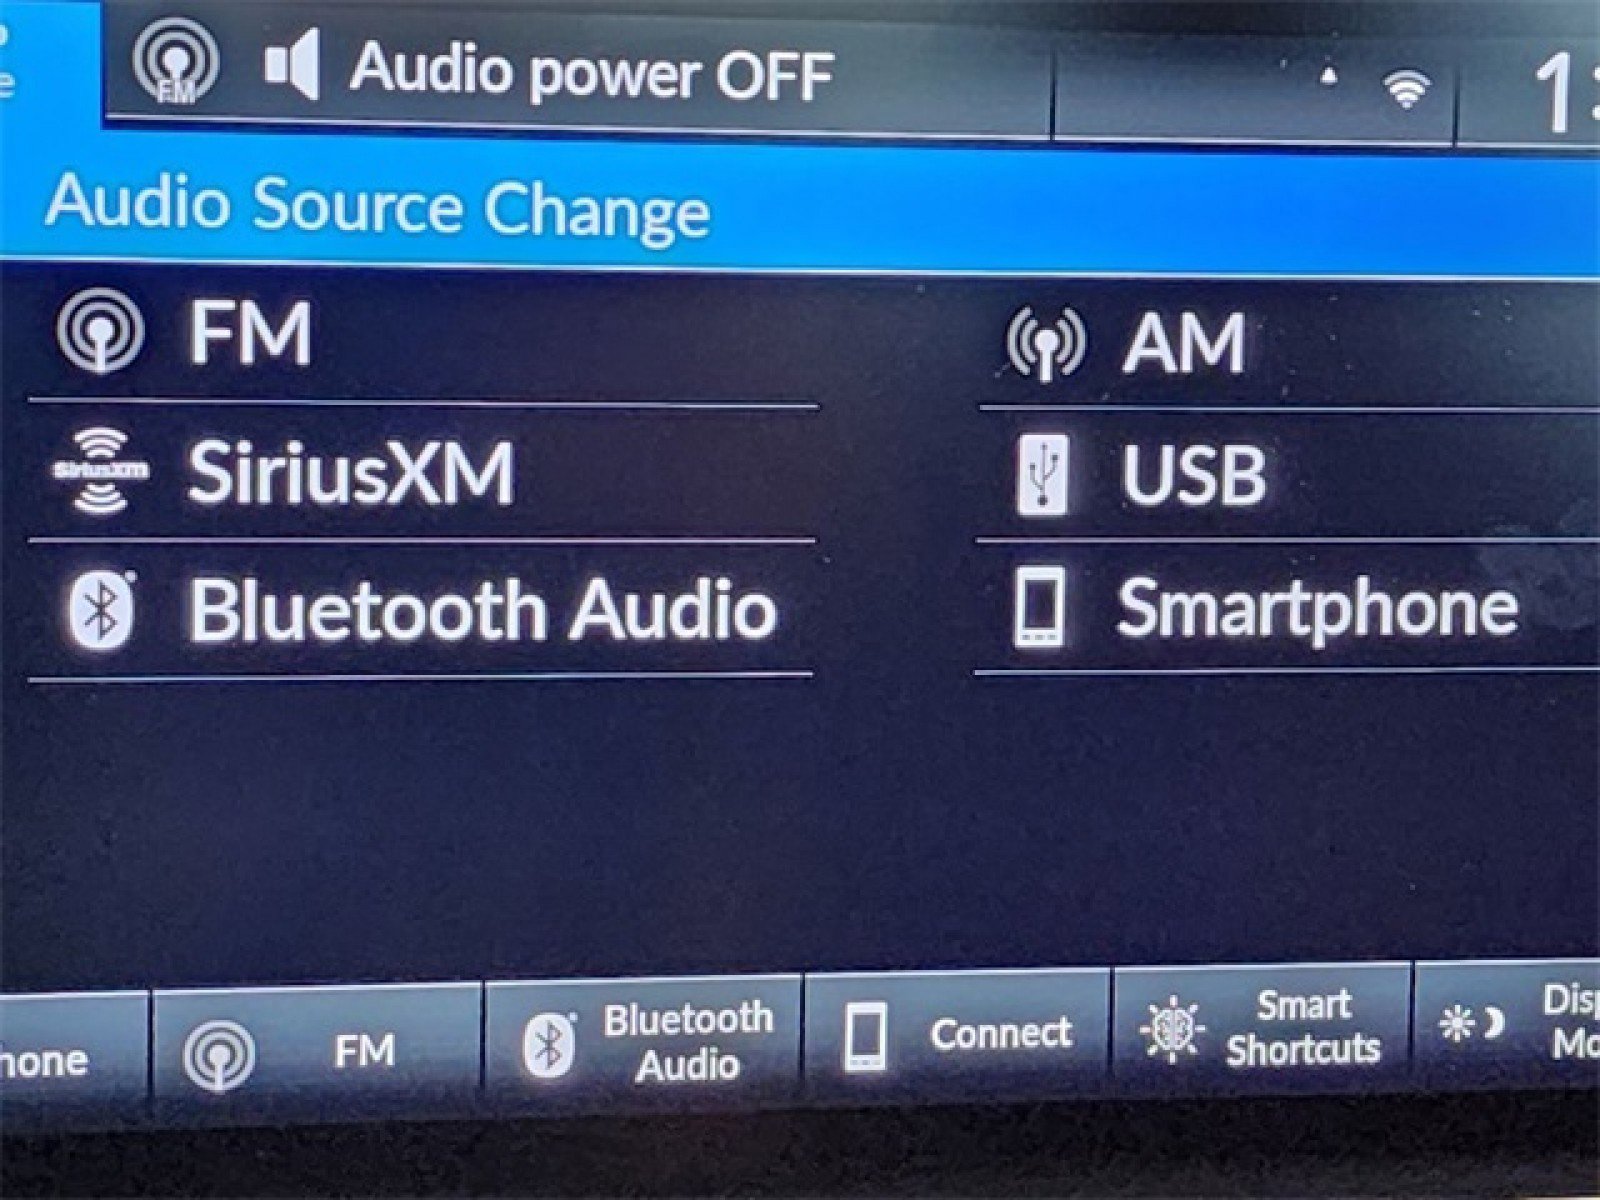 FM Audio power OFF
Audio Source Change
FM
AM
siriusxm SiriusXM
USB
Bluetooth Audio
Smartphone
FM
Bluetooth
Audio
Connect
Smart
Shortcuts